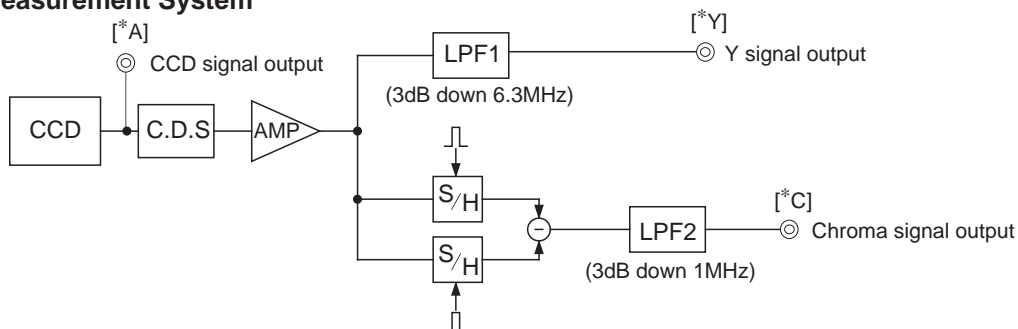 easurement System
[*A]
CCD signal output
[*Y]
Y signal output
LPF1
(3dB down 6.3MHz)
CCD
C.D.S
AMP
S/H
[*C]
Chroma signal output
–
LPF2
(3dB down 1MHz)
S/H